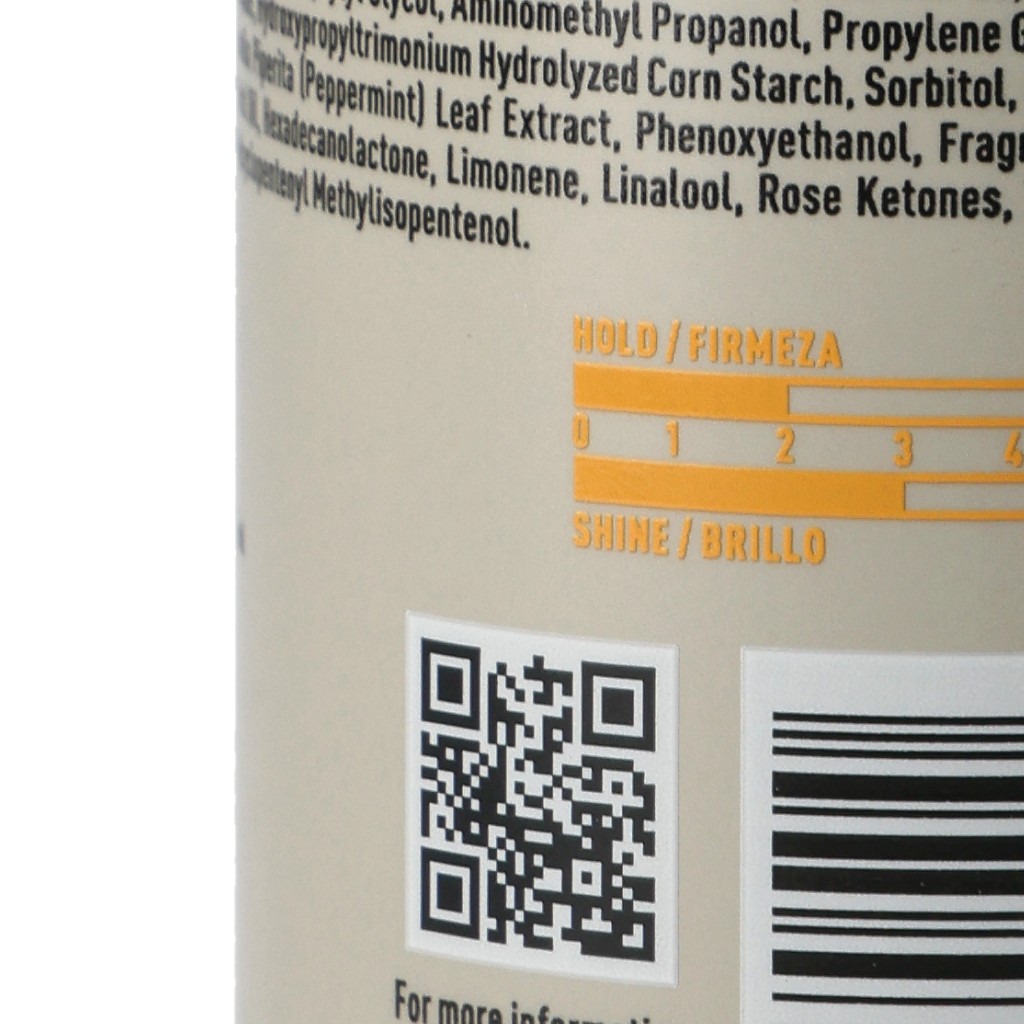 Aminomethyl Propanol, Propylene
Hydrolyzed Corn Starch, Sorbitol,
(Peppermint) Leaf Extract, Phenoxyethanol,
Hexadecanolactone, Limonene, Linalool, Rose Ketones,
Methylisopentenol.
HOLD / FIRMEZA
0 1 2 3 4
SHINE / BRILLO
For more